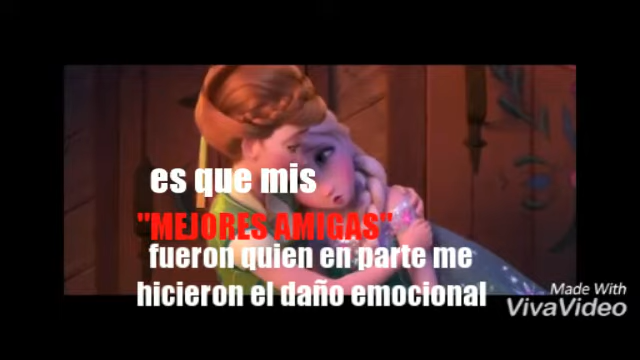 es que mis
"MEJORES AMIGAS"
fueron quien en parte me
hicieron el daño emocional
Made With
VivaVideo